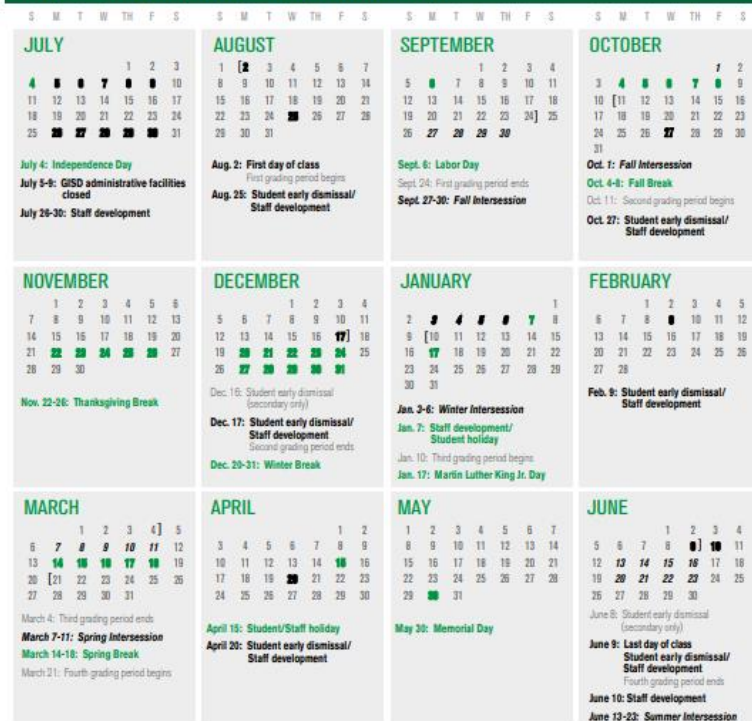 S M T W TH F S
S M T W TH F S
S M T W TH F S
S M T W TH F S
JULY
1 2 3
4 5 6 7 8 9 10
11 12 13 14 15 16 17
18 19 20 21 22 23 24
25 26 27 28 29 30 31
July 4: Independence Day
July 5-9: GISD administrative facilities
closed
July 26-30: Staff development
AUGUST
1 [2 3 4 5 6 7
8 9 10 11 12 13 14
15 16 17 18 19 20 21
22 23 24 25 26 27 28
29 30 31
Aug. 2: First day of class
First grading period begins
Aug. 25: Student early dismissal/
Staff development
SEPTEMBER
1 2 3 4
5 6 7 8 9 10 11
12 13 14 15 16 17 18
19 20 21 22 23 24] 25
26 27 28 29 30
Sept. 6: Labor Day
Sept. 24: First grading period ends
Sept. 27-30: Fall Intersession
OCTOBER
1 2
3 4 5 6 7 8 9
10 [11 12 13 14 15 16
17 18 19 20 21 22 23
24 25 26 27 28 29 30
31
Oct. 1: Fall Intersession
Oct. 4-8: Fall Break
Oct. 11: Second grading period begins
Oct. 27: Student early dismissal/
Staff development
NOVEMBER
1 2 3 4 5 6
7 8 9 10 11 12 13
14 15 16 17 18 19 20
21 22 23 24 25 26 27
28 29 30
Nov. 22-26: Thanksgiving Break
DECEMBER
1 2 3 4
5 6 7 8 9 10 11
12 13 14 15 16 17] 18
19 20 21 22 23 24 25
26 27 28 29 30 31
Dec. 16: Student early dismissal
(secondary only)
Dec. 17: Student early dismissal/
Staff development
Second grading period ends
Dec. 20-31: Winter Break
JANUARY
1
2 3 4 5 6 7 8
9 [10 11 12 13 14 15
16 17 18 19 20 21 22
23 24 25 26 27 28 29
30 31
Jan. 3-6: Winter Intersession
Jan. 7: Staff development/
Student holiday
Jan. 10: Third grading period begins
Jan. 17: Martin Luther King Jr. Day
FEBRUARY
1 2 3 4 5
6 7 8 9 10 11 12
13 14 15 16 17 18 19
20 21 22 23 24 25 26
27 28
Feb. 9: Student early dismissal/
Staff development
MARCH
1 2 3 4] 5
6 7 8 9 10 11 12
13 14 15 16 17 18 19
20 [21 22 23 24 25 26
27 28 29 30 31
March 4: Third grading period ends
March 7-11: Spring Intersession
March 14-18: Spring Break
March 21: Fourth grading period begins
APRIL
1 2
3 4 5 6 7 8 9
10 11 12 13 14 15 16
17 18 19 20 21 22 23
24 25 26 27 28 29 30
April 15: Student/Staff holiday
April 20: Student early dismissal/
Staff development
MAY
1 2 3 4 5 6 7
8 9 10 11 12 13 14
15 16 17 18 19 20 21
22 23 24 25 26 27 28
29 30 31
May 30: Memorial Day
JUNE
1 2 3 4
5 6 7 8 9] 10 11
12 13 14 15 16 17 18
19 20 21 22 23 24 25
26 27 28 29 30
June 8: Student early dismissal
(secondary only)
June 9: Last day of class
Student early dismissal/
Staff development
Fourth grading period ends
June 10: Staff development
June 13-23: Summer Intersession